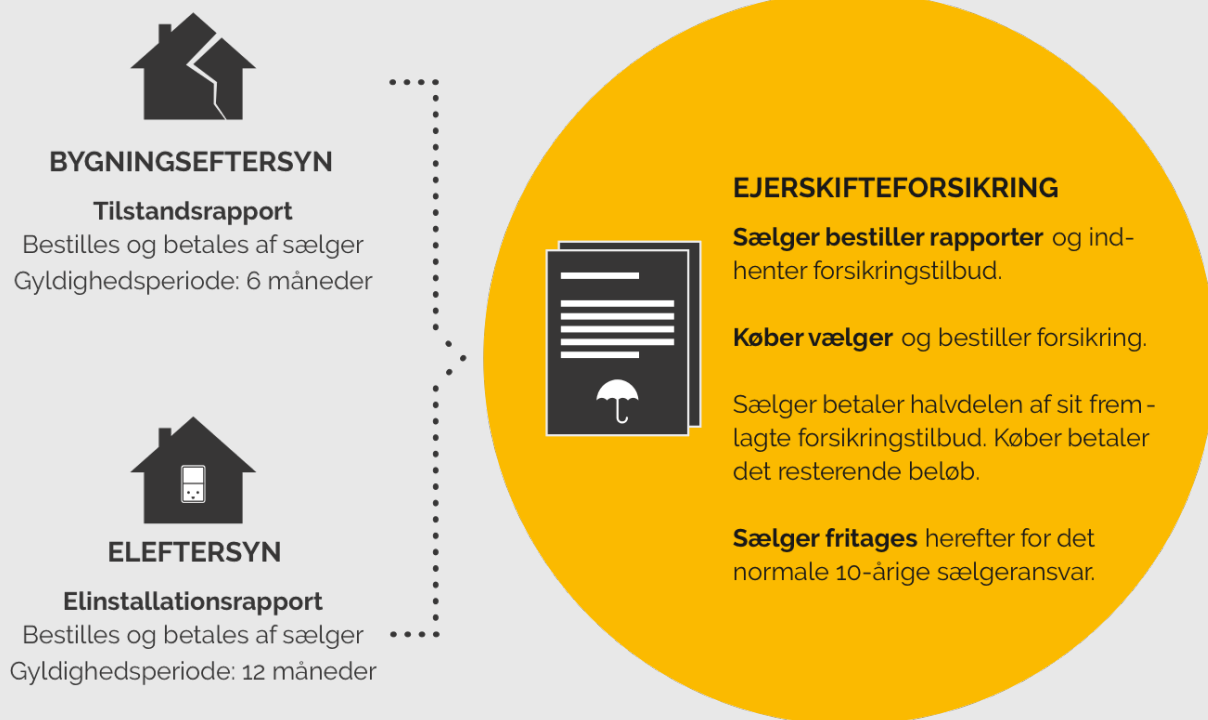 BYGNINGSEFTERSYN
Tilstandsrapport
Bestilles og betales af sælger
Gyldighedsperiode: 6 måneder
ELEFTERSYN
Elinstallationsrapport
Bestilles og betales af sælger
Gyldighedsperiode: 12 måneder
EJERSKIFTEFORSIKRING
Sælger bestiller rapporter og ind-
henter forsikringstilbud.
Køber vælger og bestiller forsikring.
Sælger betaler halvdelen af sit frem-
lagte forsikringstilbud. Køber betaler
det resterende beløb.
Sælger fritages herefter for det
normale 10-årige sælgeransvar.